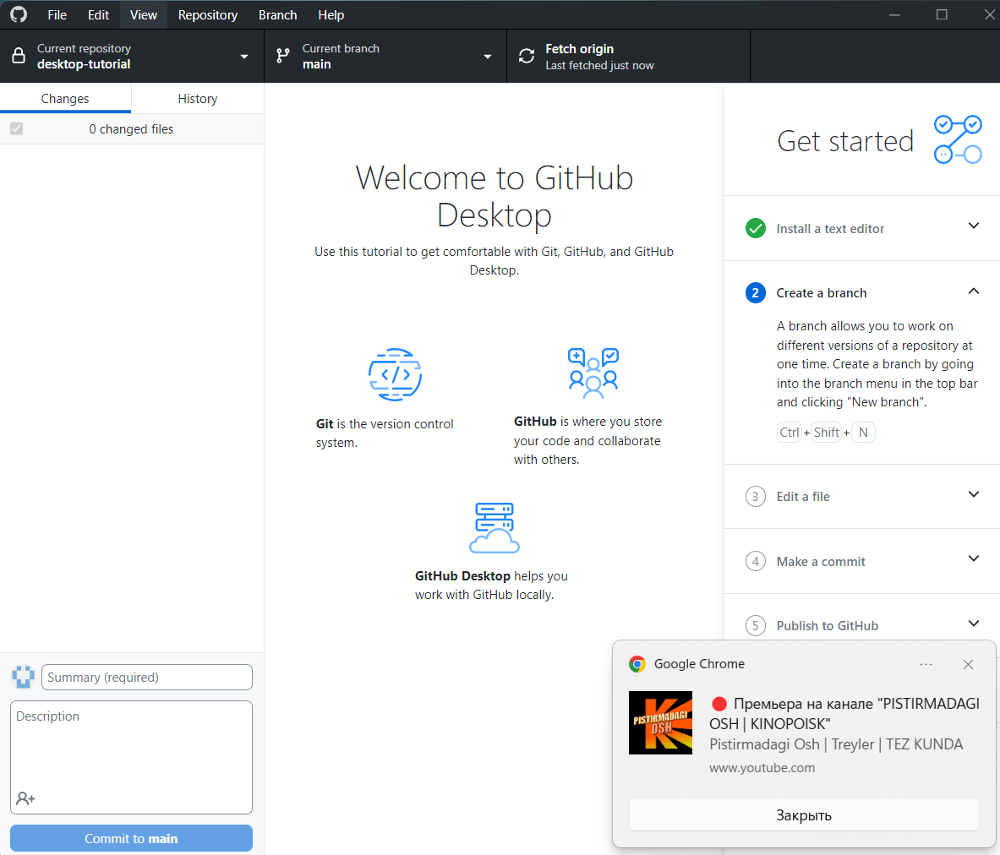 File Edit View Repository Branch Help
Current repository
desktop-tutorial
Current branch
main
Fetch origin
Last fetched just now
Changes
History
0 changed files
Welcome to GitHub
Desktop
Use this tutorial to get comfortable with Git, GitHub, and GitHub
Desktop.
Git is the version control
system.
GitHub is where you store
your code and collaborate
with others.
GitHub Desktop helps you
work with GitHub locally.
Get started
Install a text editor
2 Create a branch
A branch allows you to work on
different versions of a repository at
one time. Create a branch by going
into the branch menu in the top bar
and clicking "New branch".
Ctrl + Shift + N
3 Edit a file
4 Make a commit
5 Publish to GitHub
Summary (required)
Description
Commit to main
Google Chrome
K
PISTIRMADAGI
OSH
Премьера на канале "PISTIRMADAGI
OSH | KINOPOISK"
Pistirmadagi Osh | Treyler | TEZ KUNDA
www.youtube.com
Закрыть